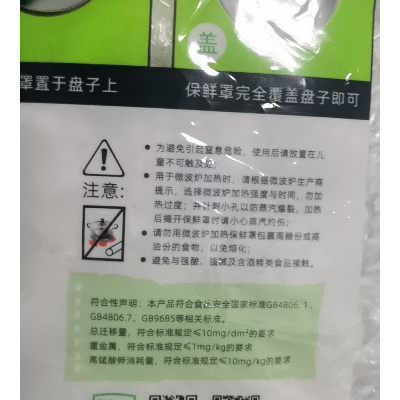 盖
罩置于盘子上
保鲜罩完全覆盖盘子即可
注意:
• 为避免引起窒息危险，使用后请放置在儿
童不可触及处;
• 用于微波炉加热时，请根据微波炉生产商
提示，选择微波炉加热强度与时间，勿加
热过度；并针刺小孔以防蒸汽爆裂，加热
后揭开保鲜罩时请小心蒸汽灼伤；
• 请勿用微波炉加热保鲜罩包裹高糖份或高
油份的食物，以免熔化；
• 避免与强酸、强碱及含酒精类食品接触。
符合性声明：本产品符合食品安全国家标准GB4806.1、
GB4806.7、GB9685等相关标准。
总迁移量，符合标准规定≤10mg/dm²的要求
重金属，符合标准规定≤1mg/kg的要求
高锰酸钾消耗量，符合标准规定≤10mg/kg的要求